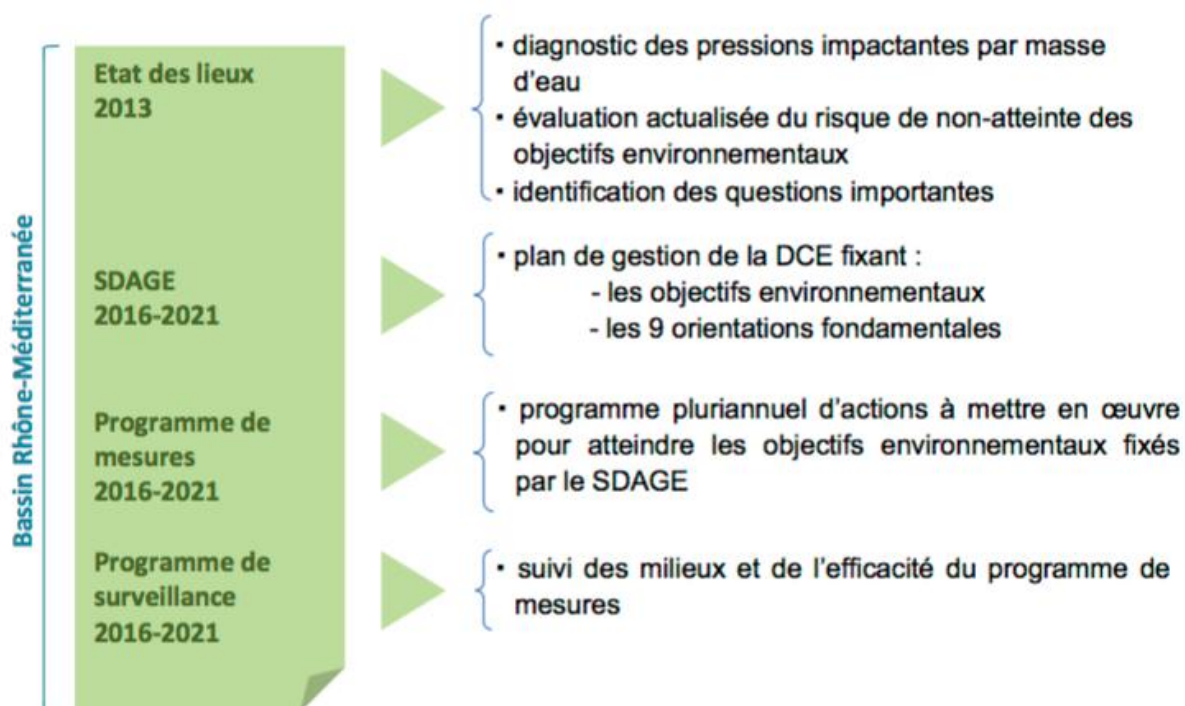 Bassin Rhône-Méditerranée
Etat des lieux
2013
· diagnostic des pressions impactantes par masse
d'eau
· évaluation actualisée du risque de non-atteinte des
objectifs environnementaux
· identification des questions importantes
SDAGE
2016-2021
· plan de gestion de la DCE fixant :
- les objectifs environnementaux
- les 9 orientations fondamentales
Programme de
mesures
2016-2021
· programme pluriannuel d'actions à mettre en œuvre
pour atteindre les objectifs environnementaux fixés
par le SDAGE
Programme de
surveillance
2016-2021
· suivi des milieux et de l'efficacité du programme de
mesures